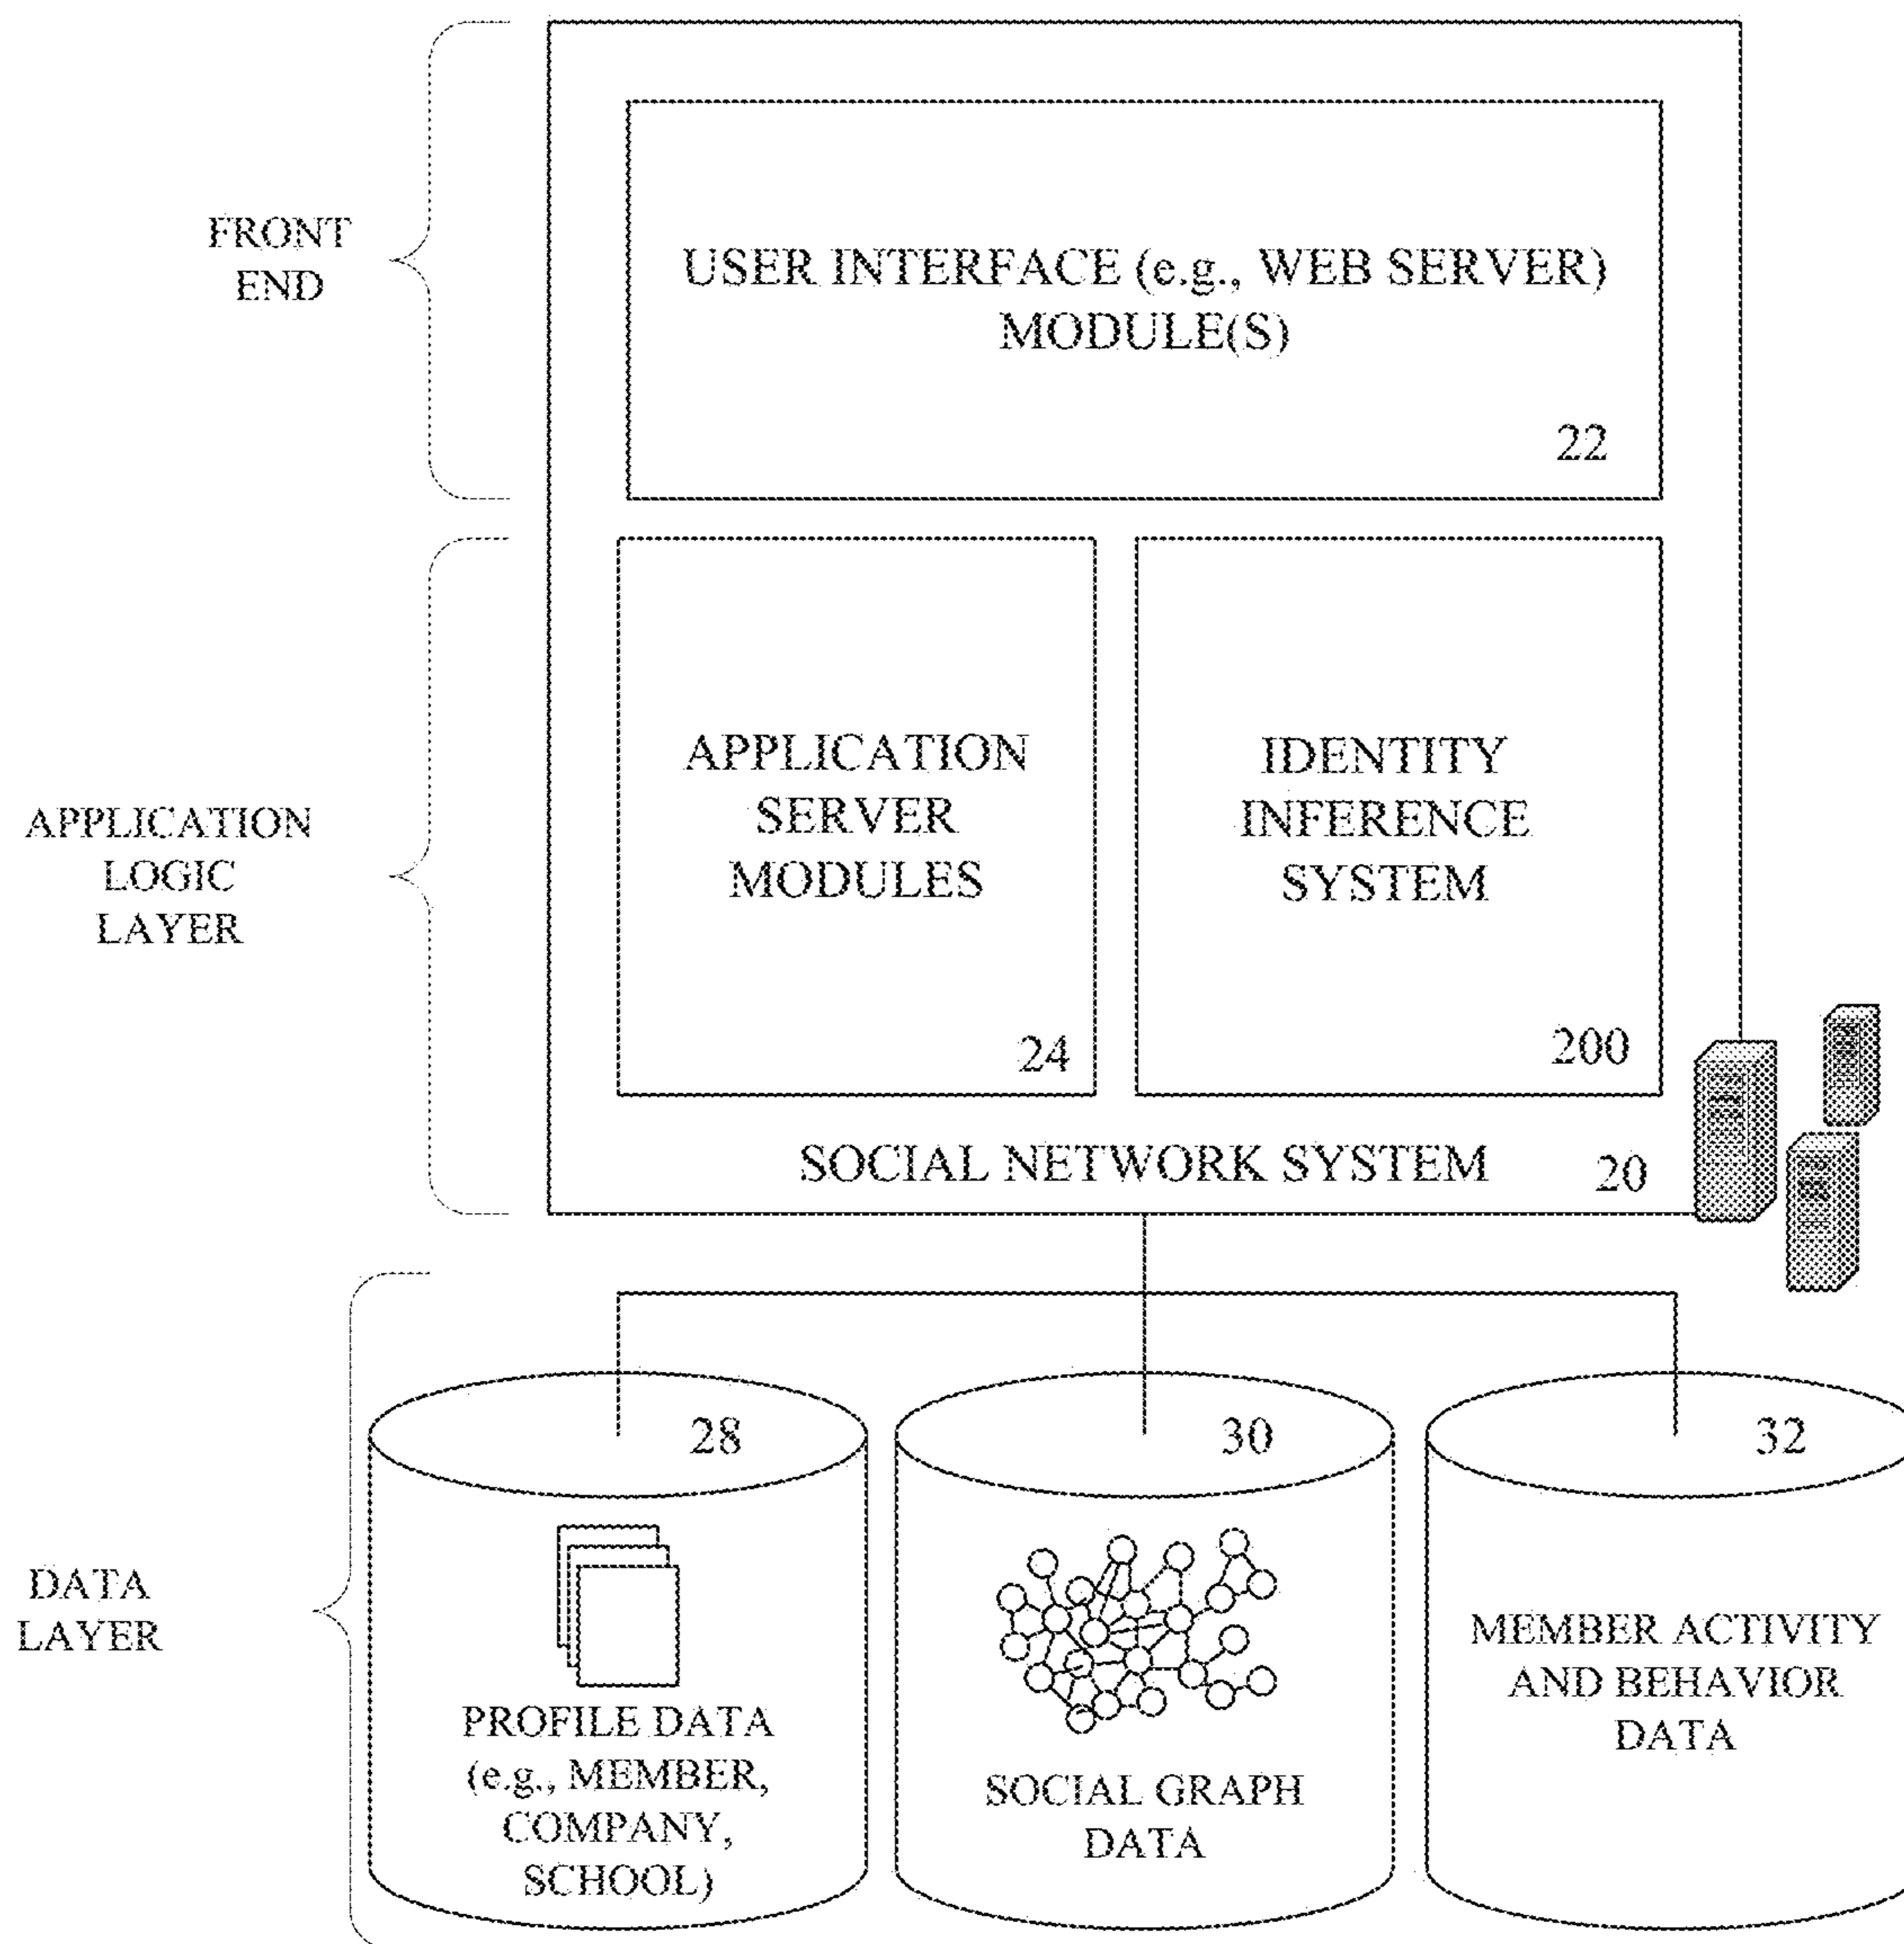 FRONT
END
USER INTERFACE (e.g., WEB SERVER)
MODULE(S)
22
APPLICATION
LOGIC
LAYER
APPLICATION
SERVER
MODULES
24
IDENTITY
INFERENCE
SYSTEM
200
SOCIAL NETWORK SYSTEM
20
DATA
LAYER
28
PROFILE DATA
(e.g., MEMBER,
COMPANY,
SCHOOL)
30
SOCIAL GRAPH
DATA
32
MEMBER ACTIVITY
AND BEHAVIOR
DATA